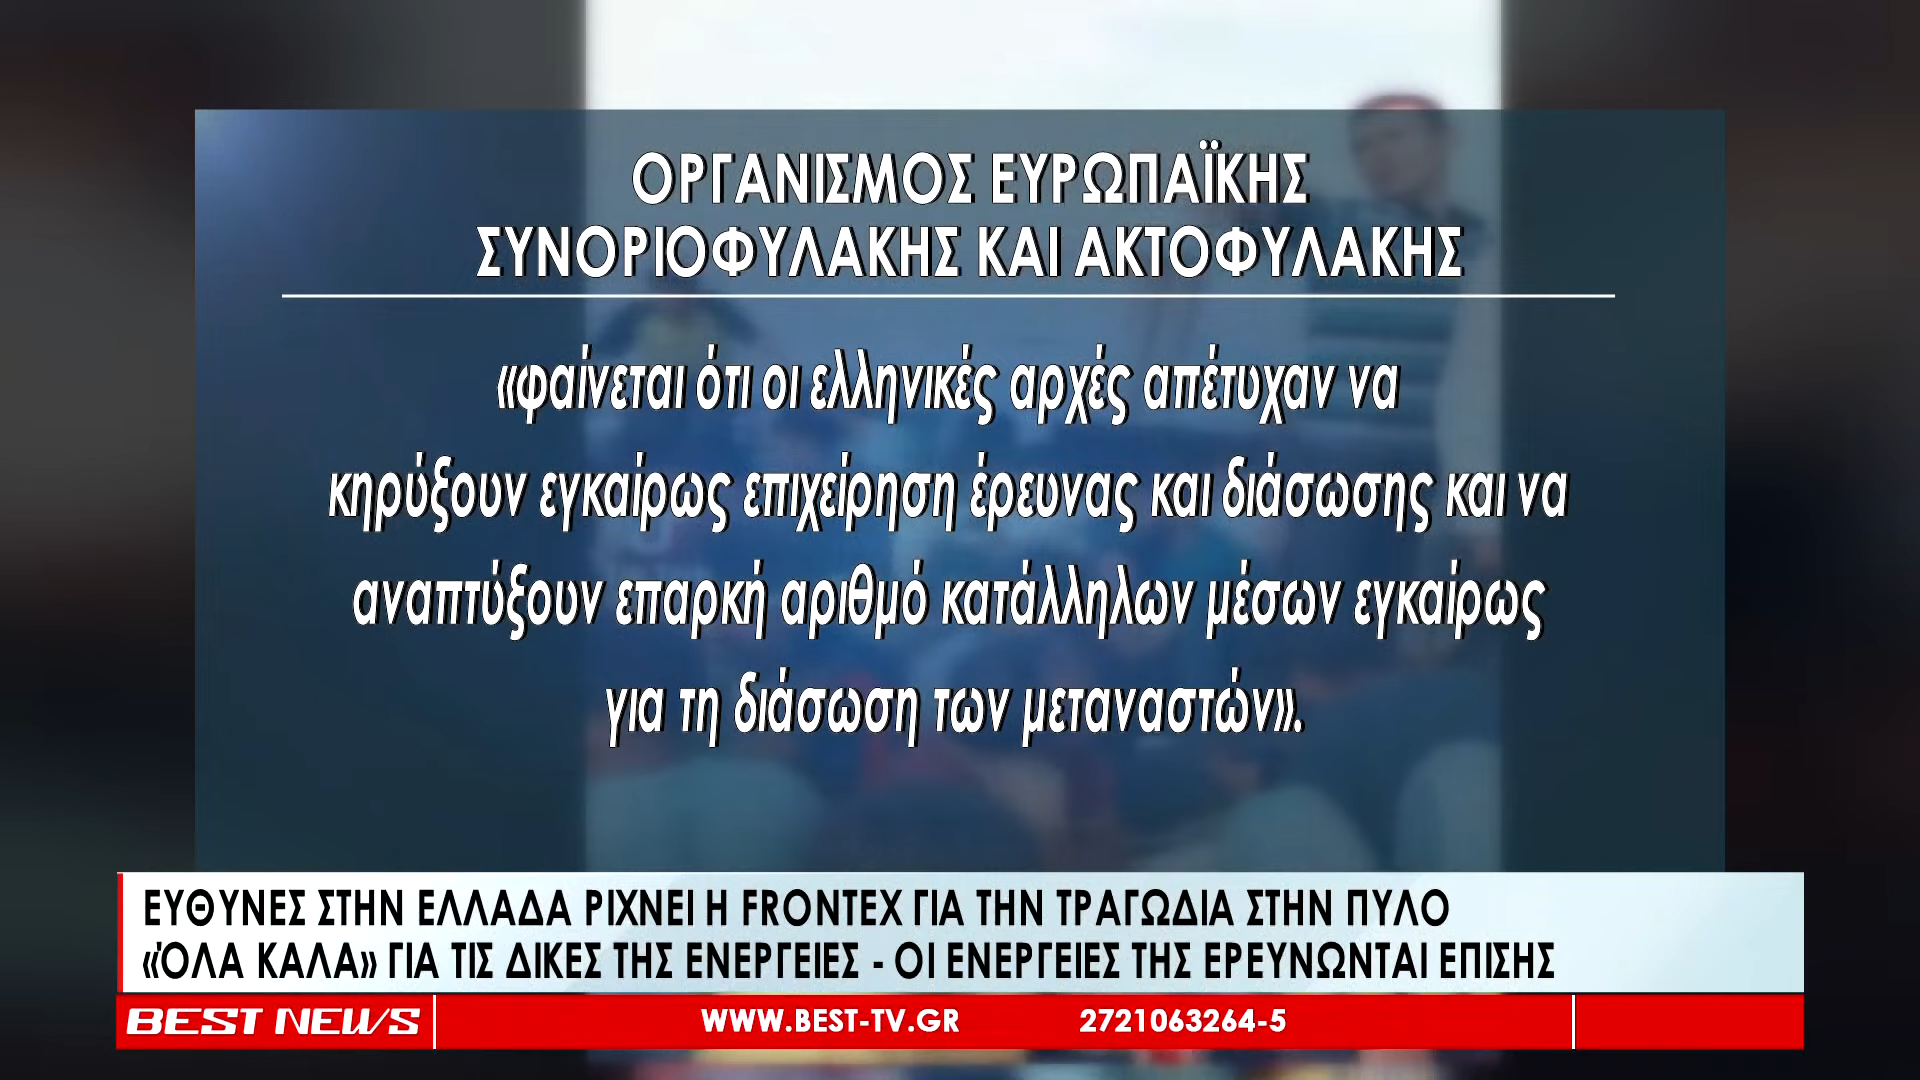 ΟΡΓΑΝΙΣΜΟΣ ΕΥΡΩΠΑΪΚΗΣ
ΣΥΝΟΡΙΟΦΥΛΑΚΗΣ ΚΑΙ ΑΚΤΟΦΥΛΑΚΗΣ
«φαίνεται ότι οι ελληνικές αρχές απέτυχαν να
κηρύξουν εγκαίρως επιχείρηση έρευνας και διάσωσης και να
αναπτύξουν επαρκή αριθμό κατάλληλων μέσων εγκαίρως
για τη διάσωση των μεταναστών».
ΕΥΘΥΝΕΣ ΣΤΗΝ ΕΛΛΑΔΑ ΡΙΧΝΕΙ Η FRONTEX ΓΙΑ ΤΗΝ ΤΡΑΓΩΔΙΑ ΣΤΗΝ ΠΥΛΟ
«ΌΛΑ ΚΑΛΑ» ΓΙΑ ΤΙΣ ΔΙΚΕΣ ΤΗΣ ΕΝΕΡΓΕΙΕΣ - ΟΙ ΕΝΕΡΓΕΙΕΣ ΤΗΣ ΕΡΕΥΝΩΝΤΑΙ ΕΠΙΣΗΣ
BEST NEWS WWW.BEST-TV.GR 2721063264-5